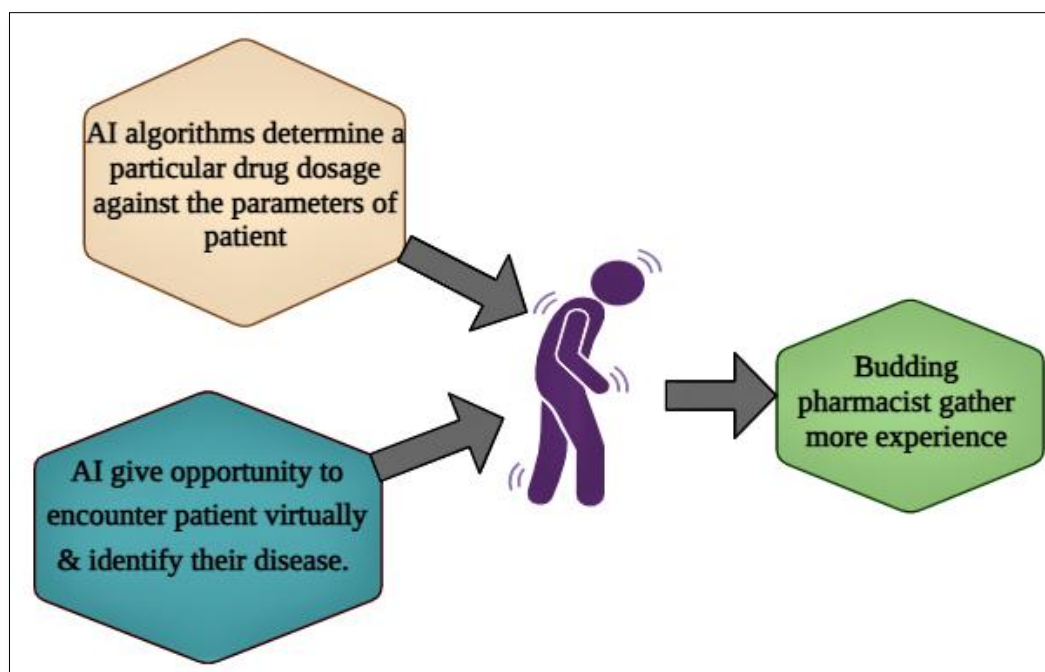 AI algorithms determine a
particular drug dosage
against the parameters of
patient
AI give opportunity to
encounter patient virtually
& identify their disease.
Budding
pharmacist gather
more experience